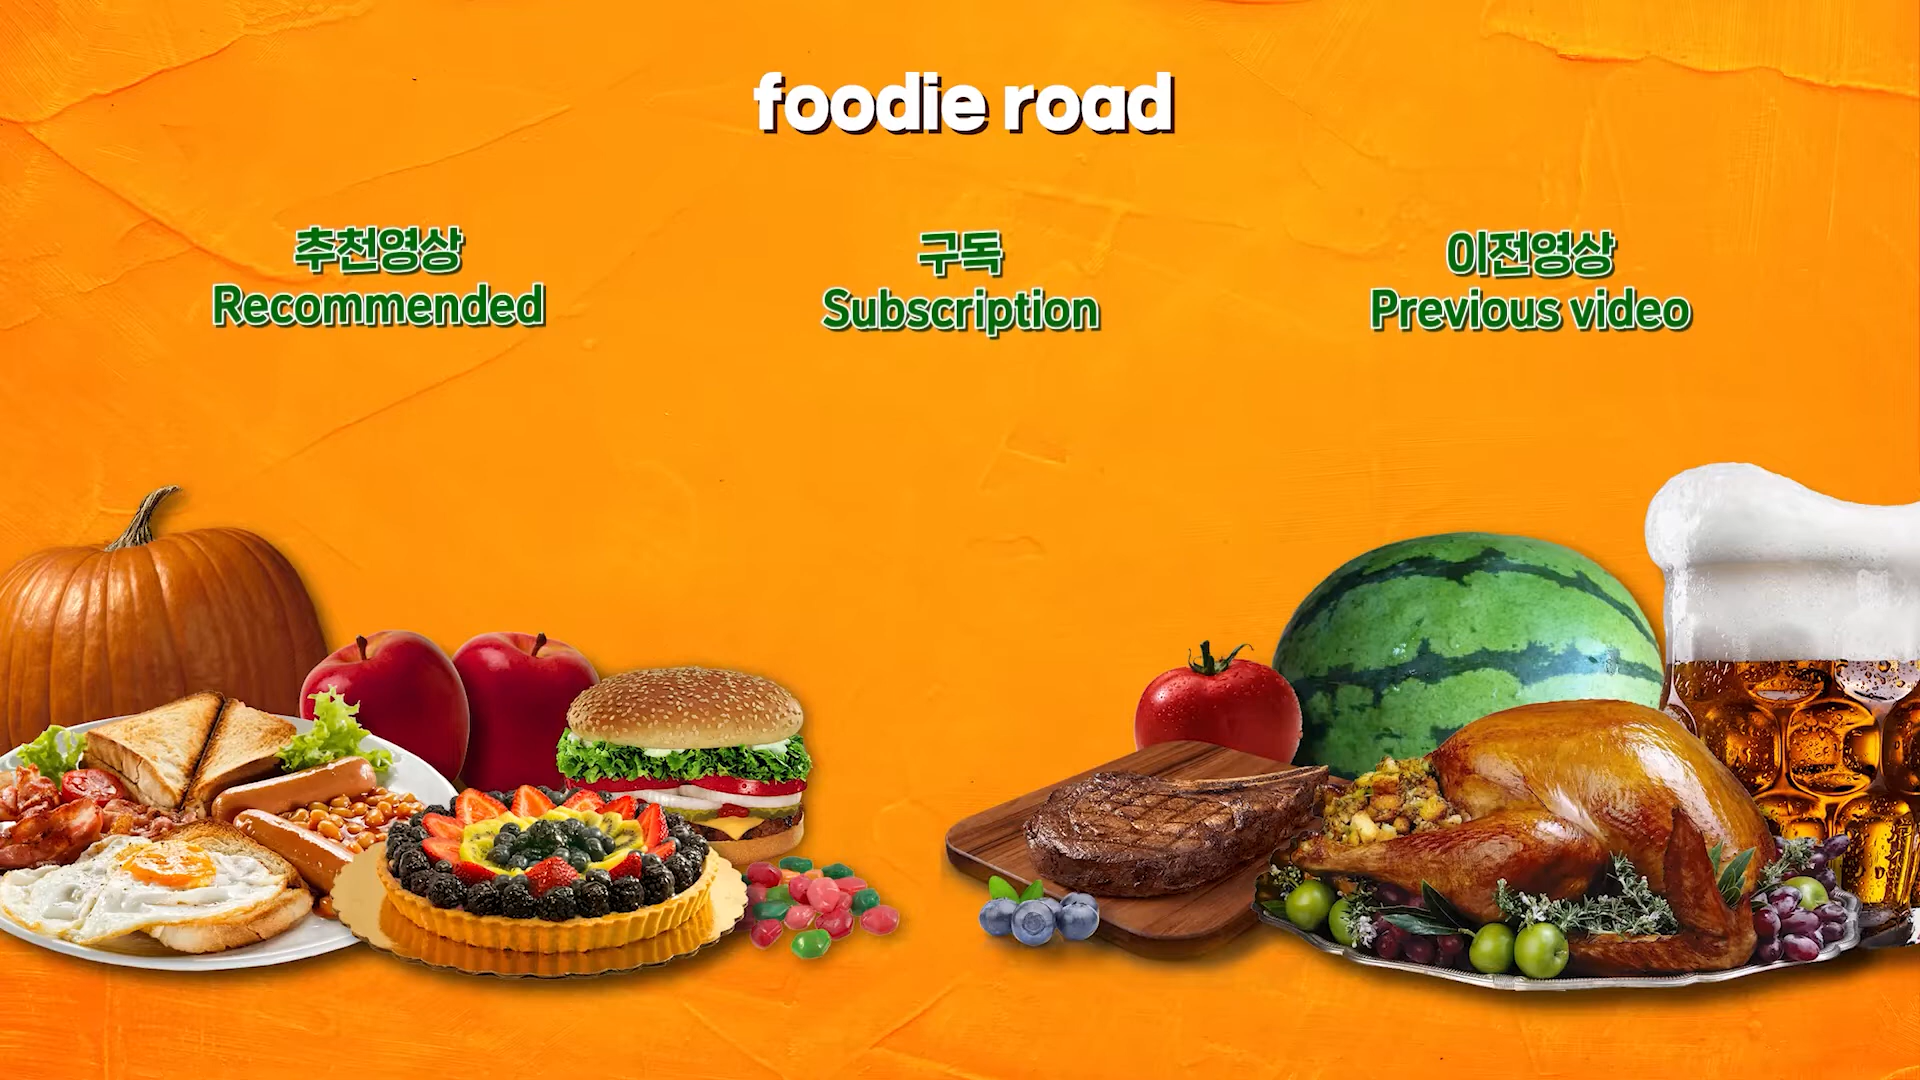 foodie road
추천영상
Recommended
구독
Subscription
이전영상
Previous video